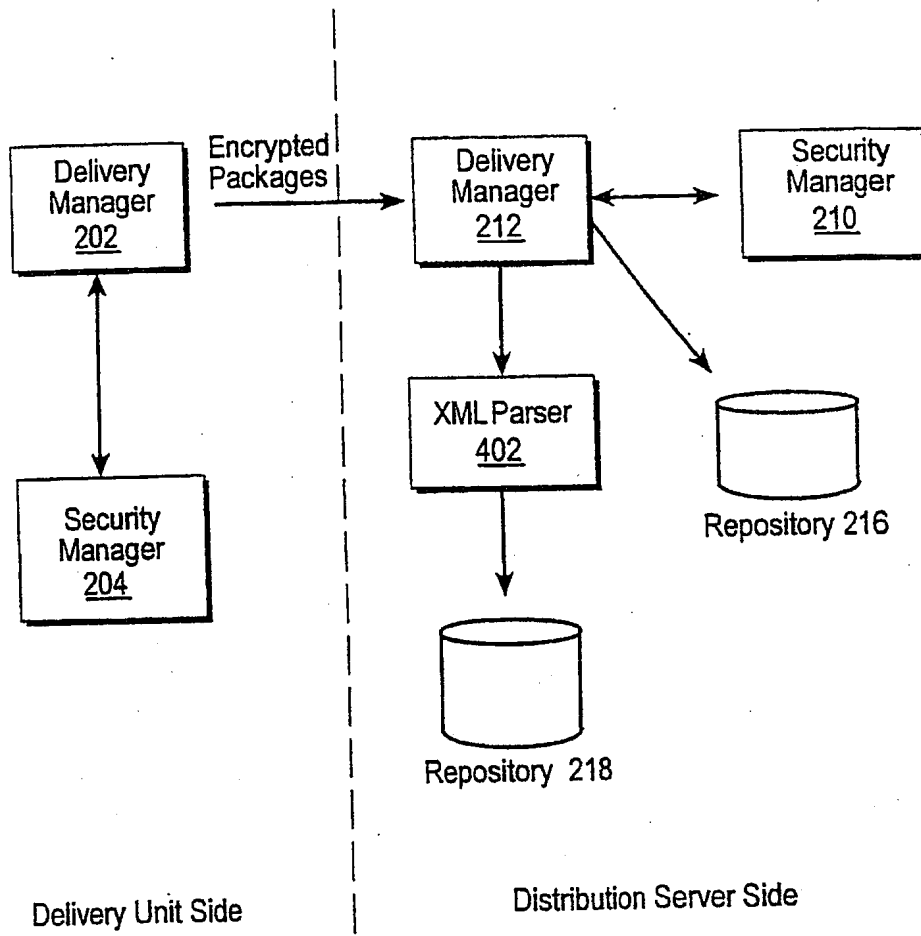 Encrypted
Packages
Delivery
Manager
202
Delivery
Manager
212
Security
Manager
210
XML Parser
402
Security
Manager
204
Repository 216
Repository 218
Delivery Unit Side
Distribution Server Side